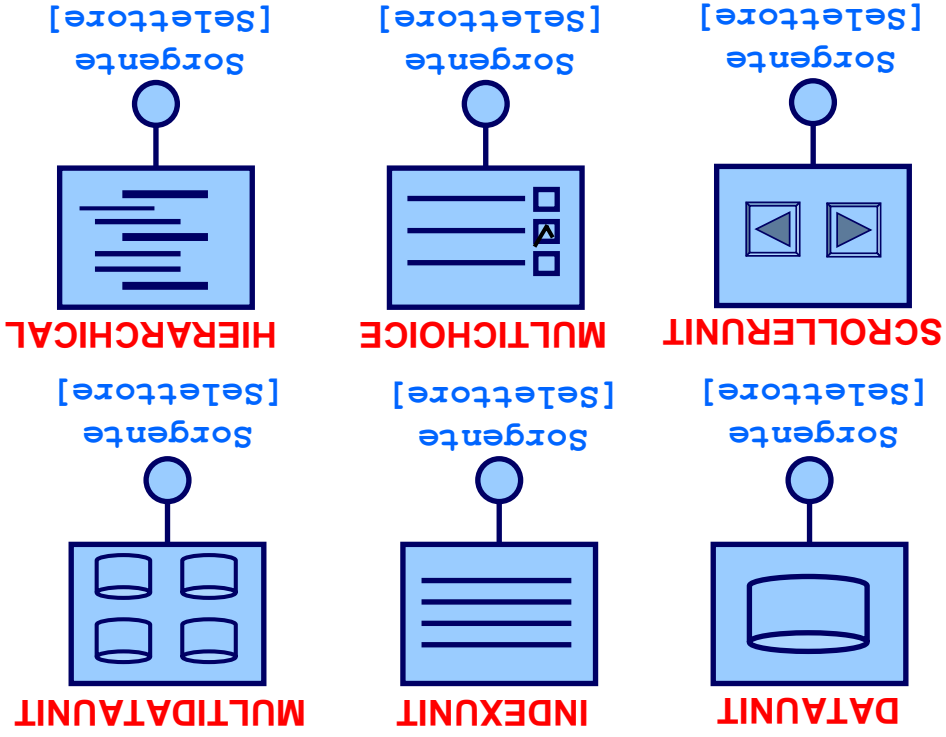 DATAUNIT
Sorgente
[Selettore]
INDEXUNIT
Sorgente
[Selettore]
MULTIDATAUNIT
Sorgente
[Selettore]
SCROLLERUNIT
Sorgente
[Selettore]
MULTICHOICE
Sorgente
[Selettore]
HIERARCHICAL
Sorgente
[Selettore]